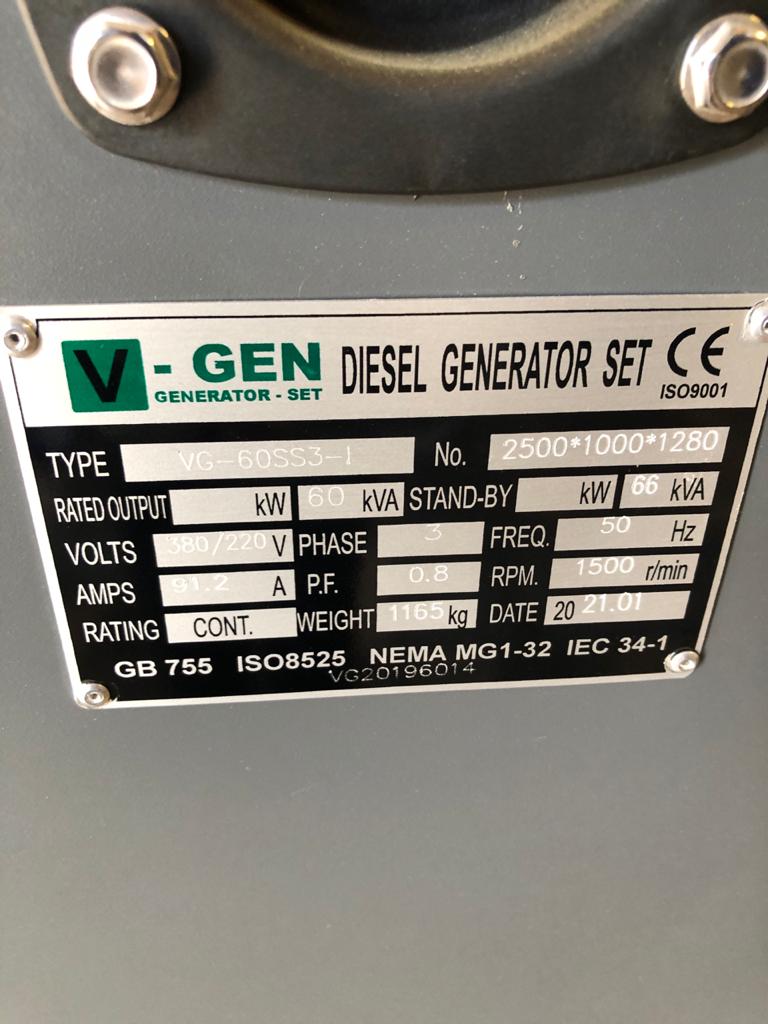 V - GEN DIESEL GENERATOR SET CE
GENERATOR - SET ISO9001
TYPE VG-60SS3-I No. 2500*1000*1280
RATED OUTPUT kW 60 kVA STAND-BY kW 66 kVA
VOLTS 380/220 V PHASE 3 FREQ. 50 Hz
AMPS 91.2 A P.F. 0.8 RPM. 1500 r/min
RATING CONT. WEIGHT 1165 kg DATE 20 21.01
GB 755 ISO8525 NEMA MG1-32 IEC 34-1
VG20196014